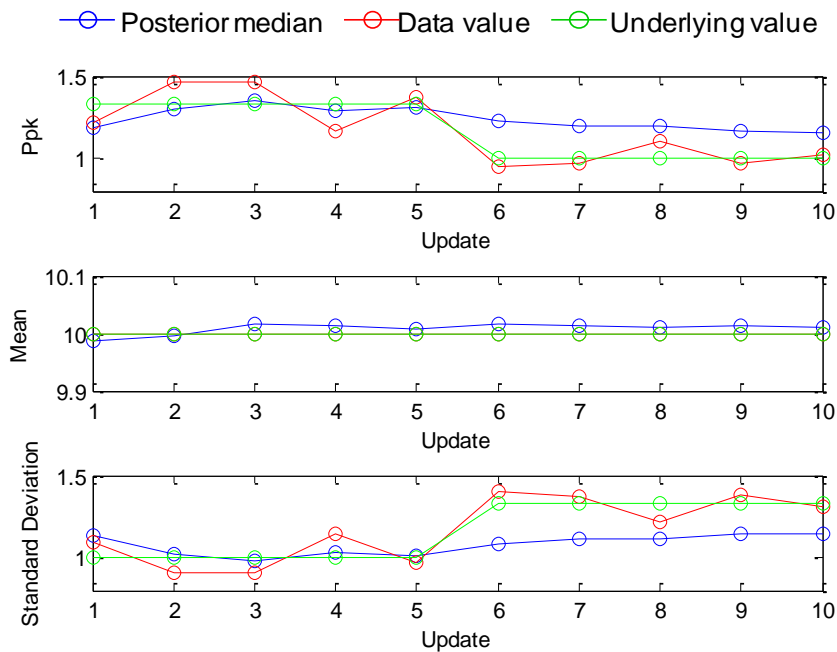 Posterior median Data value Underlying value
1.5
1
Ppk
1 2 3 4 5 6 7 8 9 10
Update
10.1
10
9.9
Mean
1 2 3 4 5 6 7 8 9 10
Update
1.5
1
Standard Deviation
1 2 3 4 5 6 7 8 9 10
Update